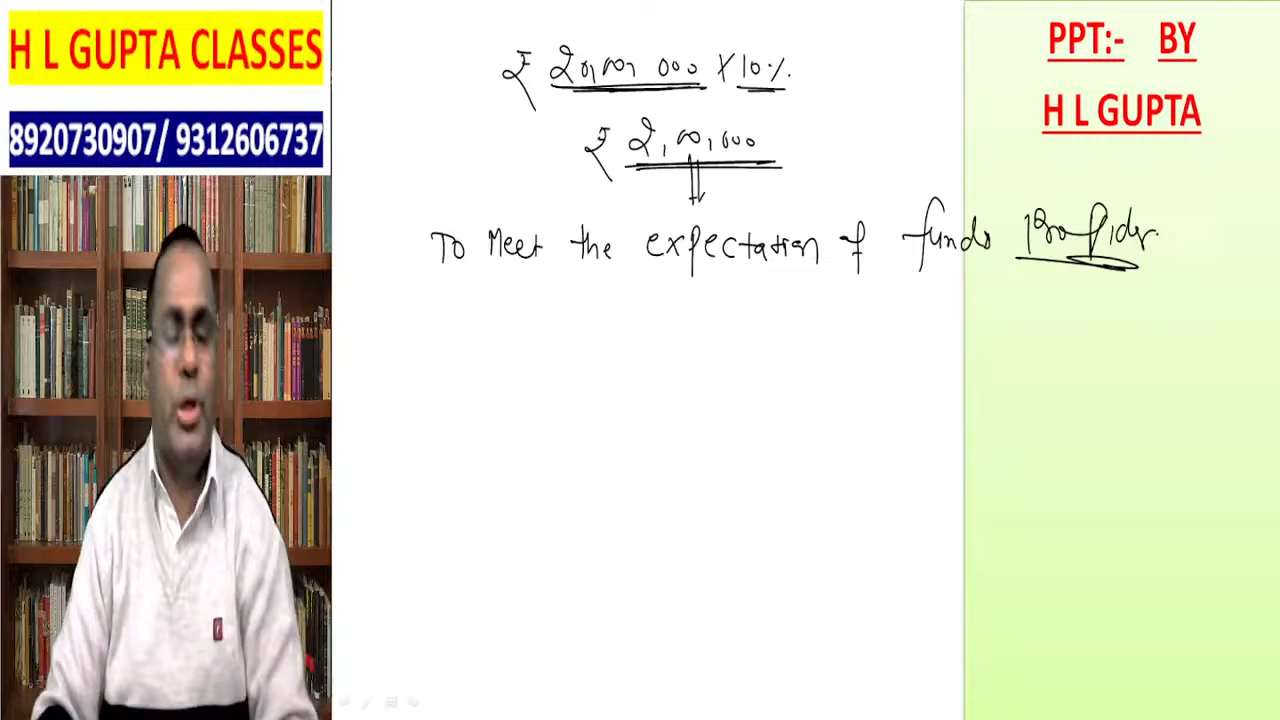 H L GUPTA CLASSES
8920730907/ 9312606737
₹ 20,00,000 × 10%
₹ 2,00,000
To Meet the expectation of funds
PPT:- BY
H L GUPTA